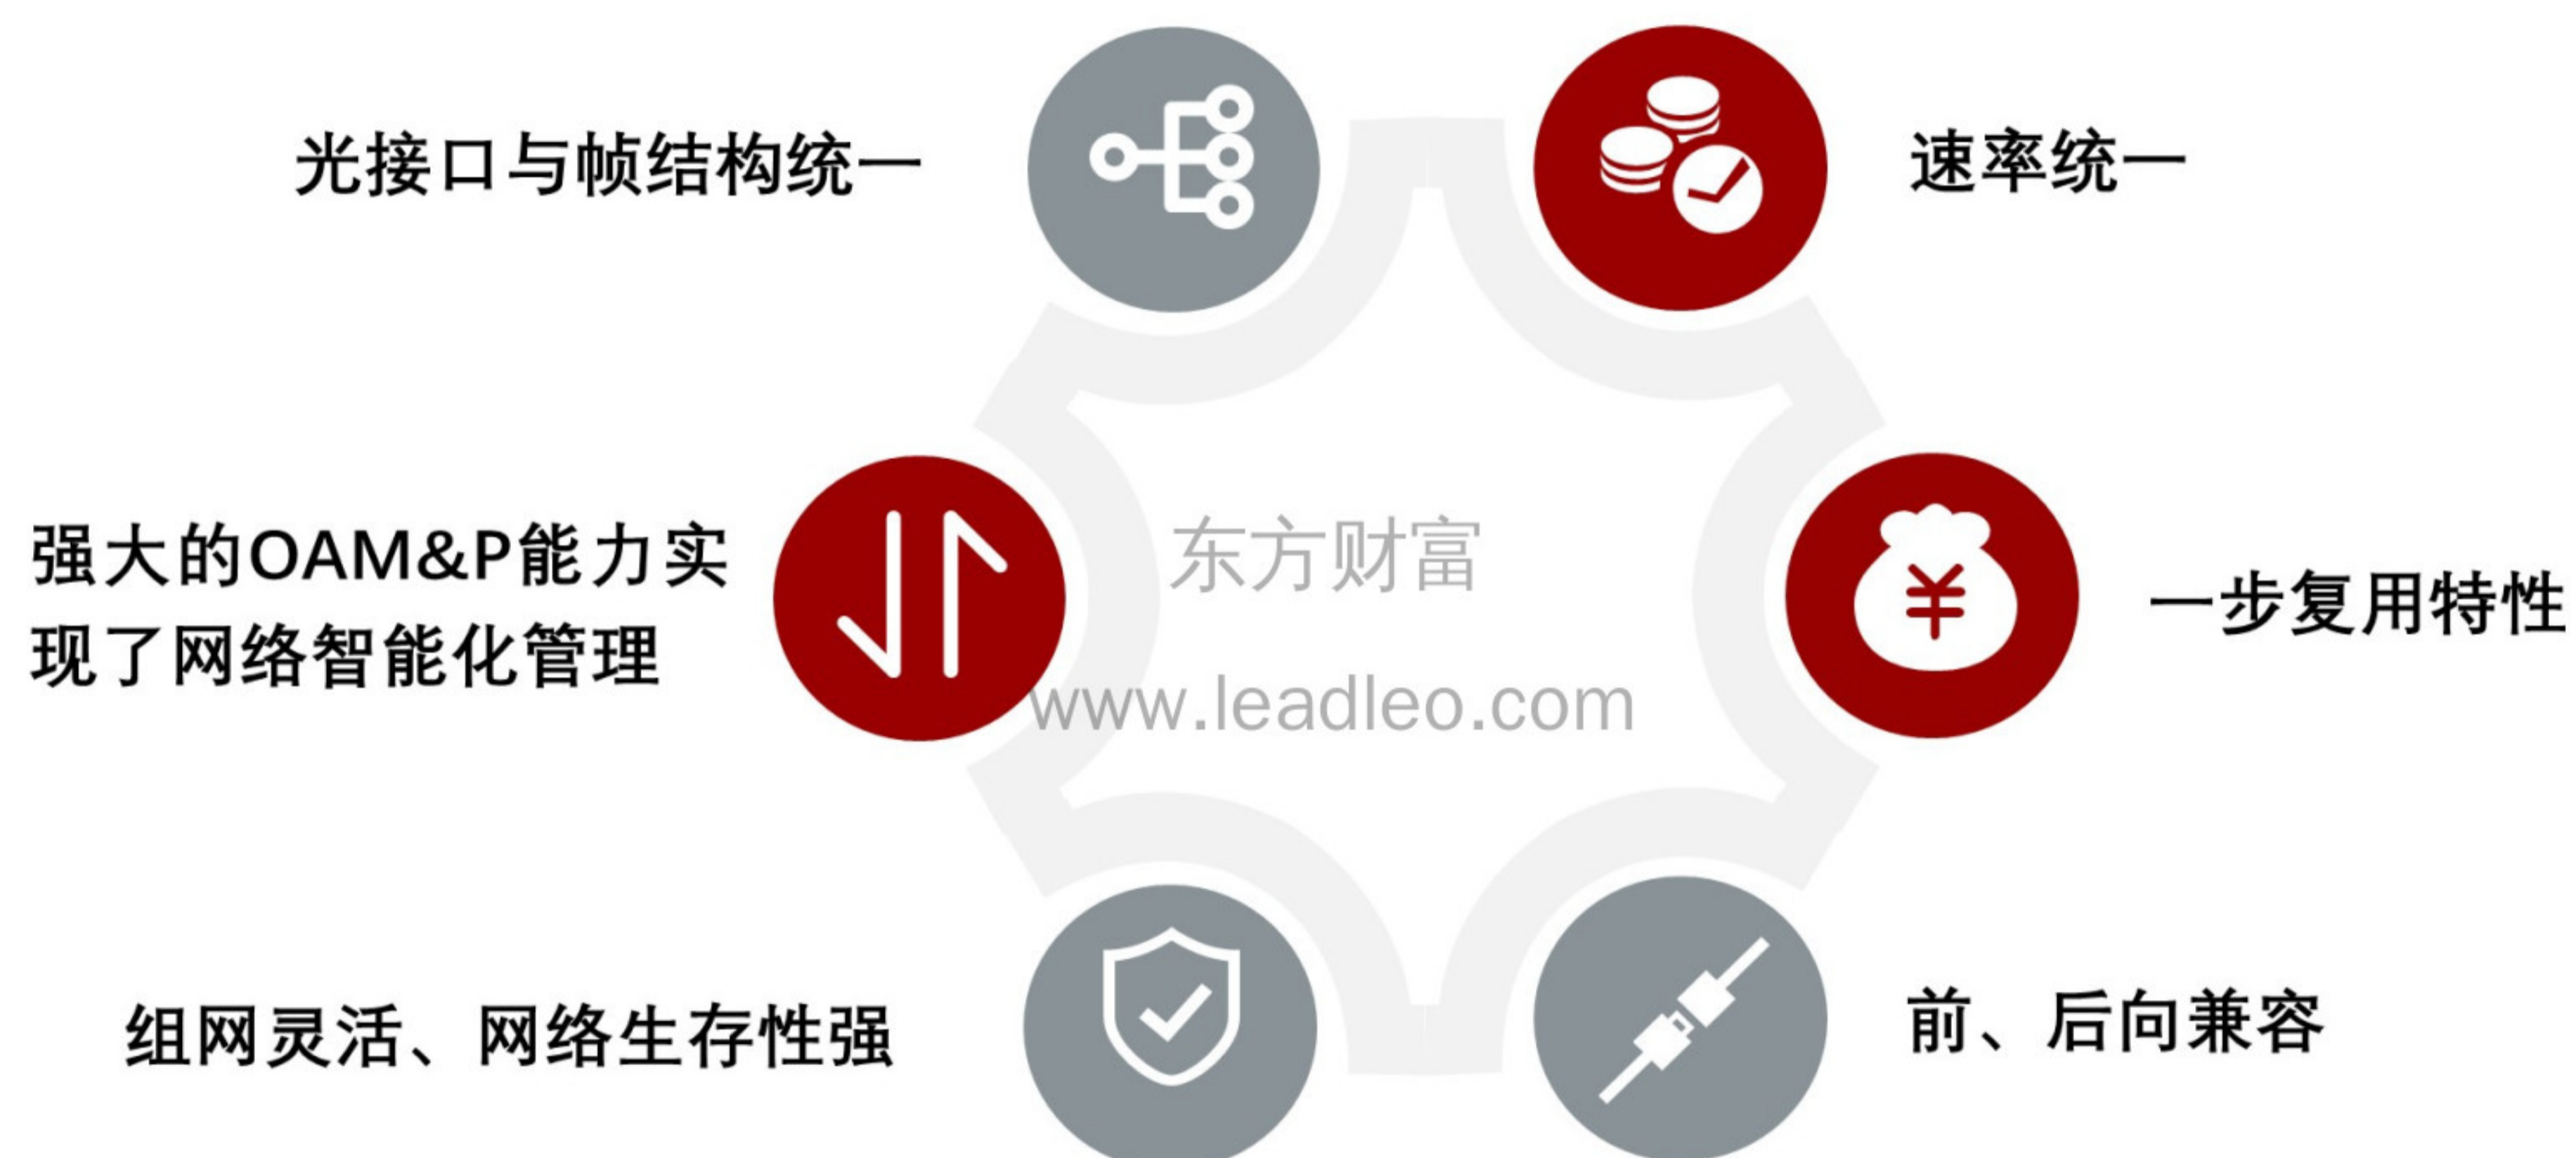 光接口与帧结构统一
速率统一
强大的OAM&P能力实
现了网络智能化管理
东方财富
www.leadleo.com
一步复用特性
组网灵活、网络生存性强
前、后向兼容